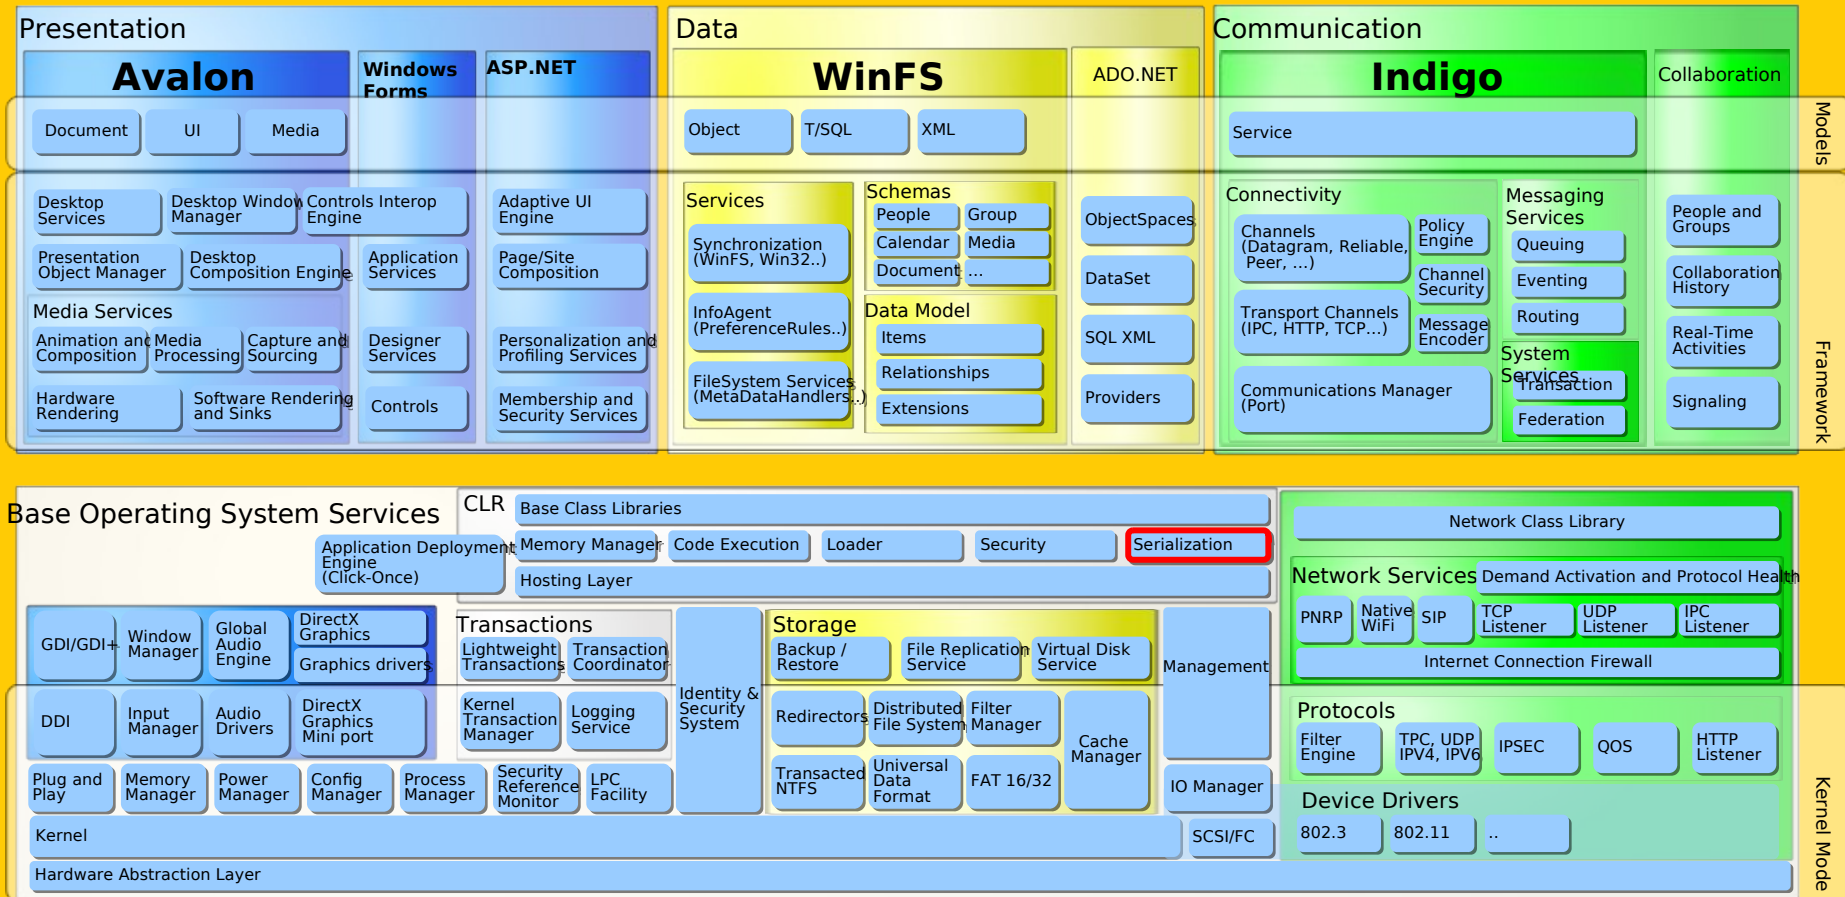 Presentation
Avalon
Windows
Forms
ASP.NET
Document
UI
Media
Desktop
Services
Desktop Window
Manager
Controls Interop
Engine
Adaptive UI
Engine
Presentation
Object Manager
Desktop
Composition Engine
Application
Services
Page/Site
Composition
Media Services
Animation and
Composition
Media
Processing
Capture and
Sourcing
Designer
Services
Personalization and
Profiling Services
Hardware
Rendering
Software Rendering
and Sinks
Controls
Membership and
Security Services
Data
WinFS
ADO.NET
Object
T/SQL
XML
Services
Synchronization
(WinFS, Win32..)
InfoAgent
(PreferenceRules..)
FileSystem Services
(MetaDataHandlers..)
Schemas
People
Group
Calendar
Media
Document
...
Data Model
Items
Relationships
Extensions
ObjectSpaces
DataSet
SQL XML
Providers
Communication
Indigo
Collaboration
Service
Connectivity
Channels
(Datagram, Reliable,
Peer, ...)
Policy
Engine
Channel
Security
Transport Channels
(IPC, HTTP, TCP...)
Message
Encoder
Communications Manager
(Port)
Messaging
Services
Queuing
Eventing
Routing
System
Services
Transaction
Federation
People and
Groups
Collaboration
History
Real-Time
Activities
Signaling
Models
Framework
Base Operating System Services
CLR
Base Class Libraries
Application Deployment
Engine
(Click-Once)
Memory Manager
Code Execution
Loader
Security
Serialization
Hosting Layer
GDI/GDI+
Window
Manager
Global
Audio
Engine
DirectX
Graphics
Graphics drivers
DDI
Input
Manager
Audio
Drivers
DirectX
Graphics
Mini port
Transactions
Lightweight
Transactions
Transaction
Coordinator
Kernel
Transaction
Manager
Logging
Service
Identity &
Security
System
Storage
Backup /
Restore
File Replication
Service
Virtual Disk
Service
Redirectors
Distributed
File System
Filter
Manager
Cache
Manager
Transacted
NTFS
Universal
Data
Format
FAT 16/32
Management
IO Manager
Plug and
Play
Memory
Manager
Power
Manager
Config
Manager
Process
Manager
Security
Reference
Monitor
LPC
Facility
Kernel
SCSI/FC
Hardware Abstraction Layer
Network Class Library
Network Services
Demand Activation and Protocol Health
PNRP
Native
WiFi
SIP
TCP
Listener
UDP
Listener
IPC
Listener
Internet Connection Firewall
Protocols
Filter
Engine
TPC, UDP
IPV4, IPV6
IPSEC
QOS
HTTP
Listener
Device Drivers
802.3
802.11
..
Kernel Mode